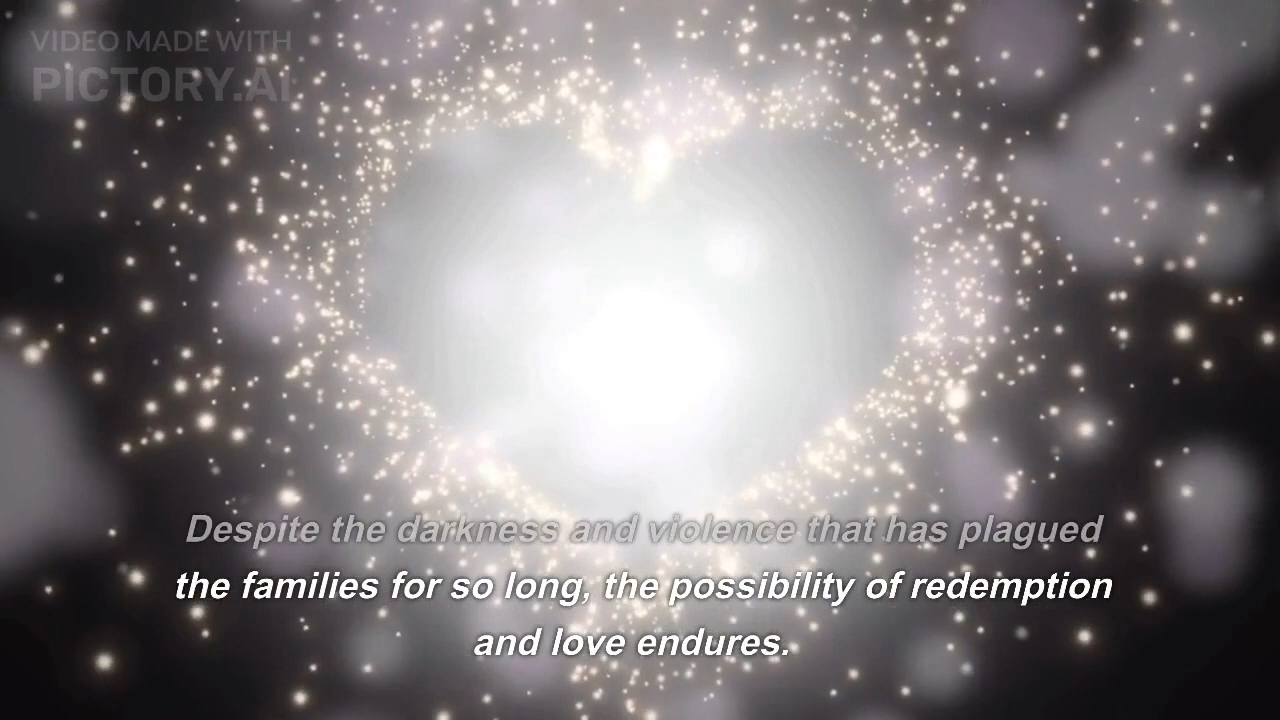 VIDEO MADE WITH
PICTORY.AI
Despite the darkness and violence that has plagued
the families for so long, the possibility of redemption
and love endures.